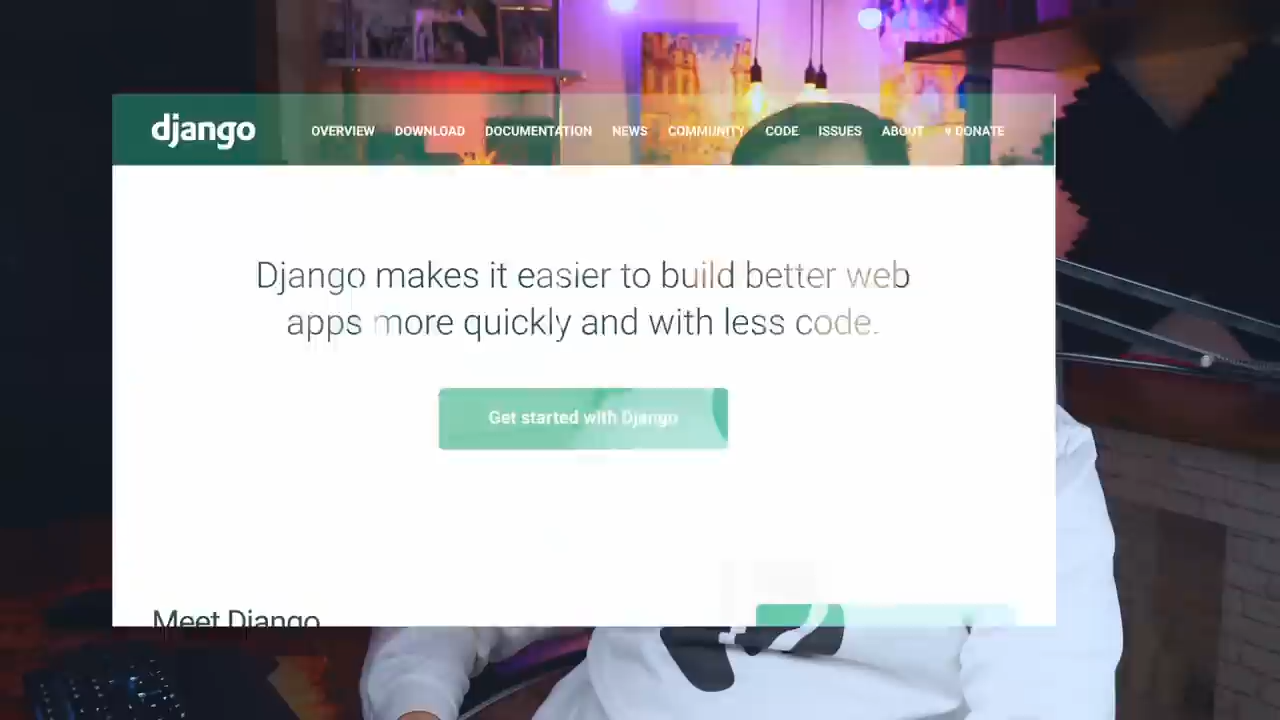 django
OVERVIEW DOWNLOAD DOCUMENTATION NEWS COMMUNITY CODE ISSUES ABOUT ♥ DONATE
Django makes it easier to build better web
apps more quickly and with less code.
Get started with Django
Meet Django